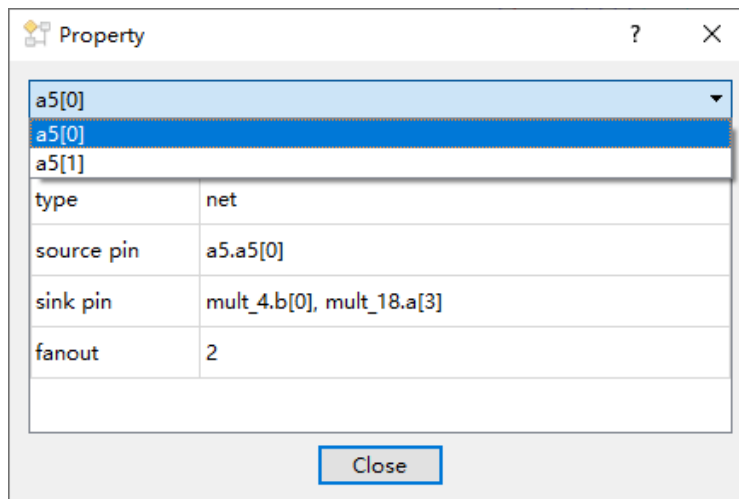 Property
?
a5[0]
a5[0]
a5[1]
type net
source pin a5.a5[0]
sink pin mult_4.b[0], mult_18.a[3]
fanout 2
Close